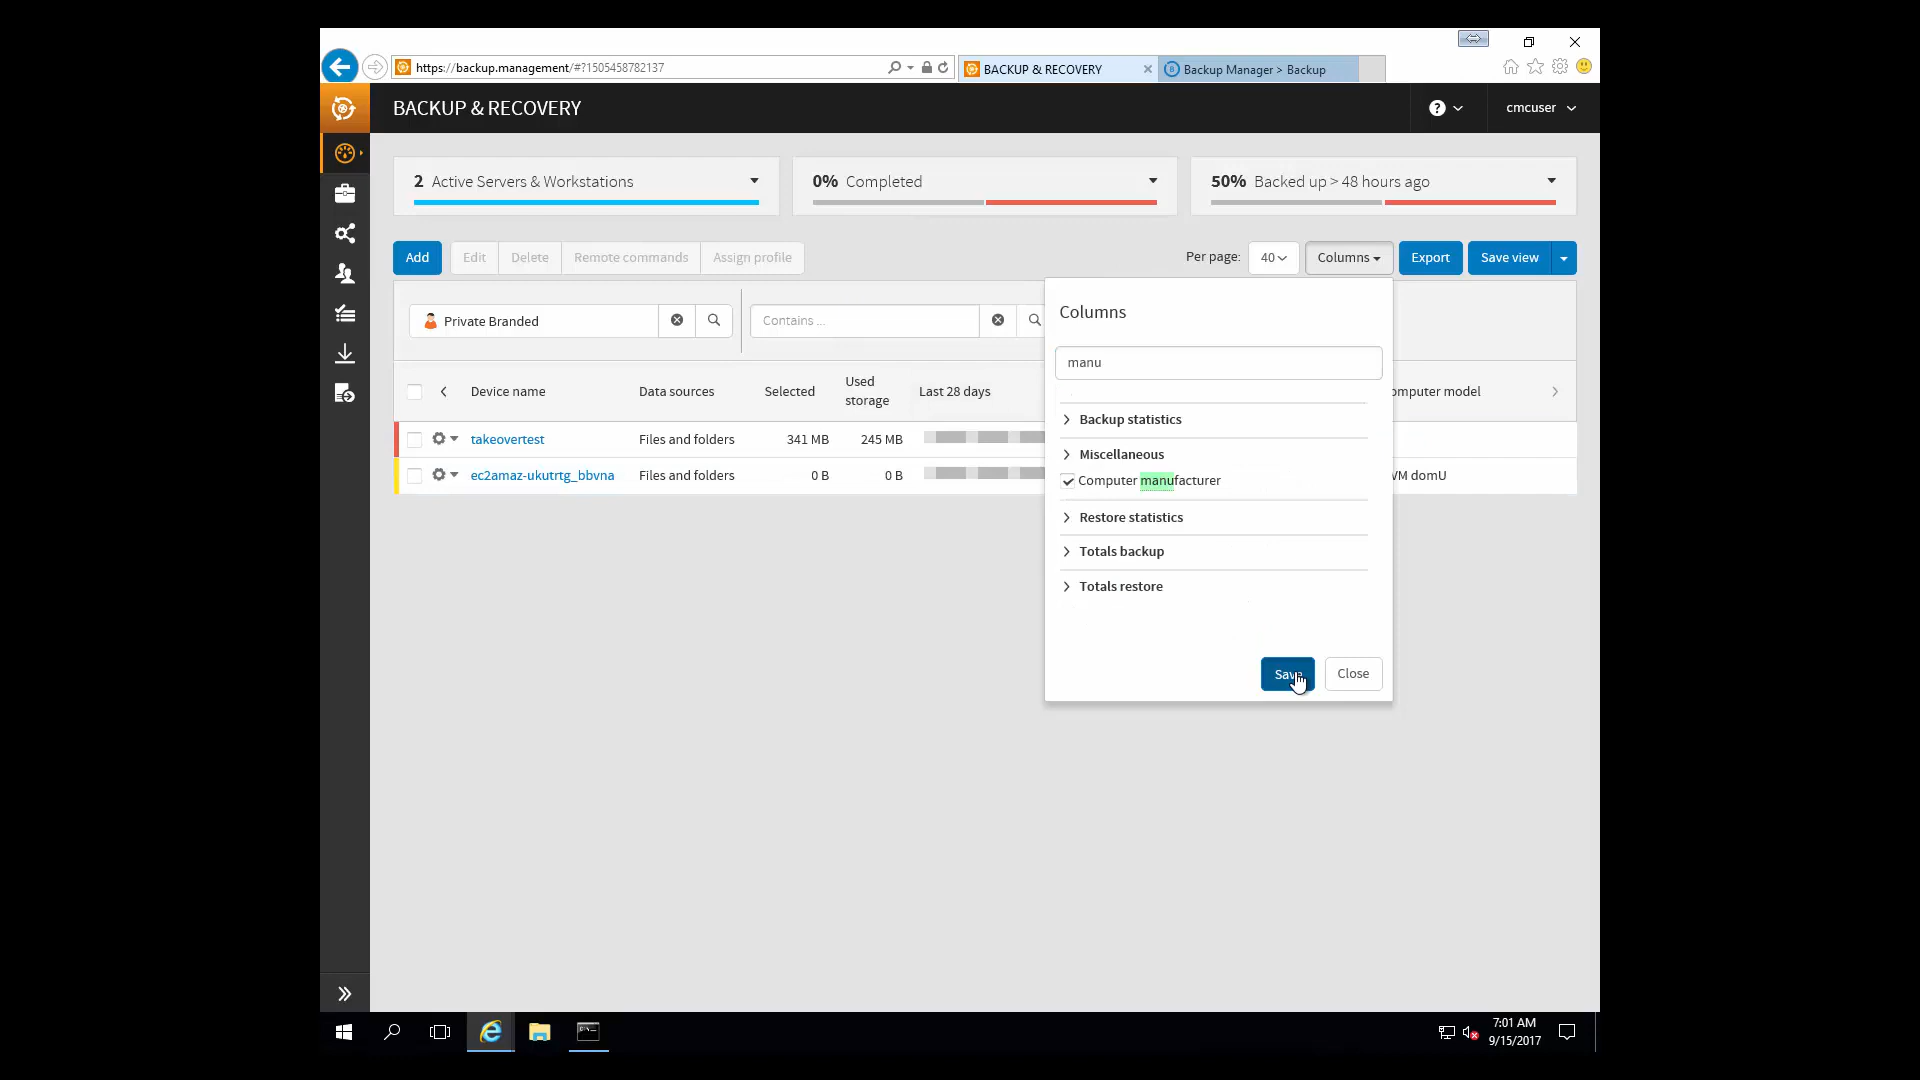 https://backup.management/#?1505458782137
BACKUP & RECOVERY
Backup Manager > Backup
BACKUP & RECOVERY
cmcuser
2 Active Servers & Workstations
0% Completed
50% Backed up > 48 hours ago
Add
Edit
Delete
Remote commands
Assign profile
Per page:
40
Columns
Export
Save view
Private Branded
Contains ...
Columns
manu
Device name
Data sources
Selected
Used
storage
Last 28 days
omputer model
Backup statistics
takeovertest
Files and folders
341 MB
245 MB
Miscellaneous
ec2amaz-ukutrtg_bbvna
Files and folders
0 B
0 B
VM domU
Computer manufacturer
Restore statistics
Totals backup
Totals restore
Save
Close
7:01 AM
9/15/2017